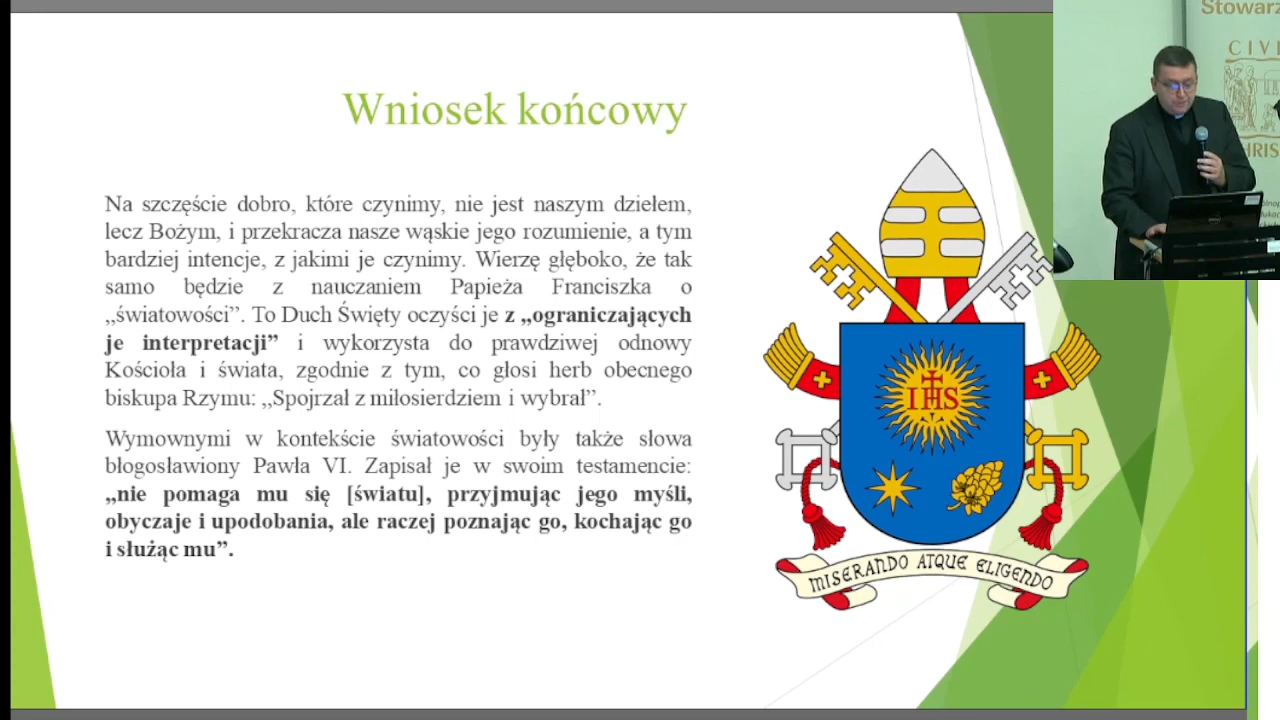 Wniosek końcowy
Na szczęście dobro, które czynimy, nie jest naszym dziełem,
lecz Bożym, i przekracza nasze wąskie jego rozumienie, a tym
bardziej intencje, z jakimi je czynimy. Wierzę głęboko, że tak
samo będzie z nauczaniem Papieża Franciszka o
„światowości”. To Duch Święty oczyści je z „ograniczających
je interpretacji” i wykorzysta do prawdziwej odnowy
Kościoła i świata, zgodnie z tym, co głosi herb obecnego
biskupa Rzymu: „Spojrzał z miłosierdziem i wybrał”.
Wymownymi w kontekście światowości były także słowa
błogosławiony Pawła VI. Zapisał je w swoim testamencie:
„nie pomaga mu się [światu], przyjmując jego myśli,
obyczaje i upodobania, ale raczej poznając go, kochając go
i służąc mu”.
IHS
MISERANDO ATQUE ELIGENDO
Stowarz
CIVI
HRIS